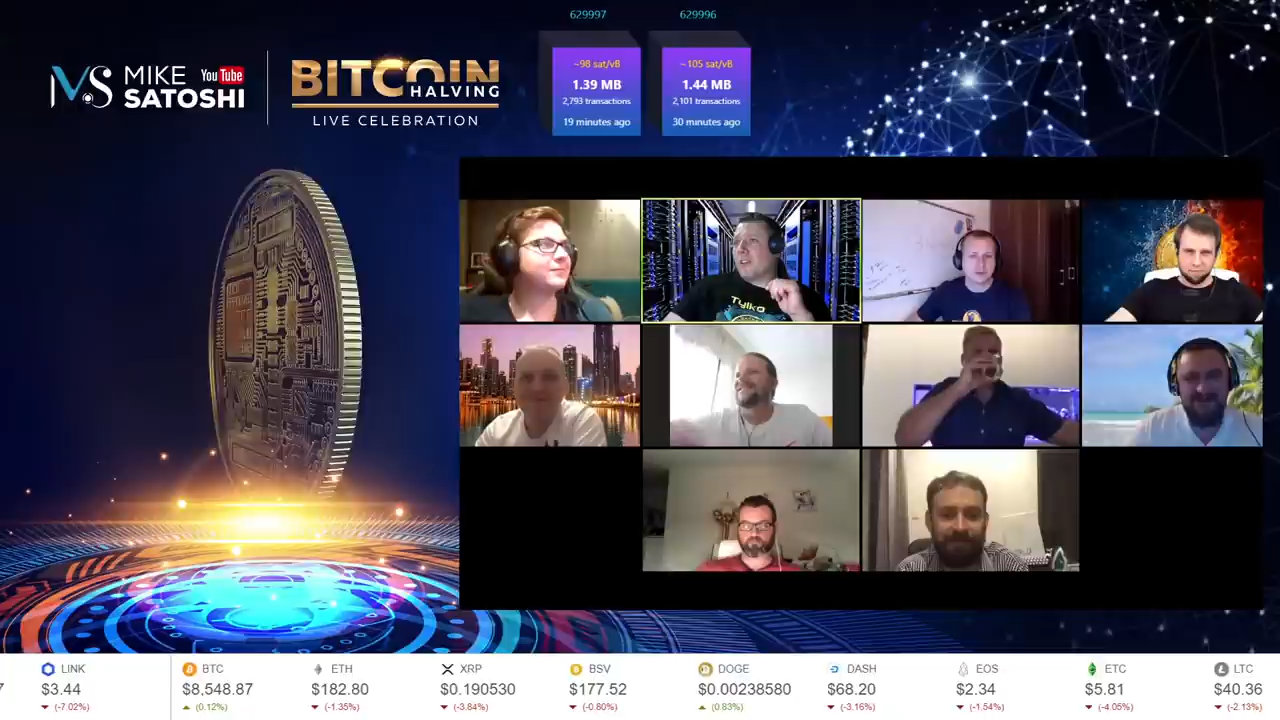 629997
629996
MIKE
YouTube
SATOSHI
BITCOIN
HALVING
LIVE CELEBRATION
~98 sat/vB
1.39 MB
2,793 transactions
19 minutes ago
~105 sat/vB
1.44 MB
2,101 transactions
30 minutes ago
Tylko
LINK
$3.44
(-7.02%)
BTC
$8,548.87
(0.12%)
ETH
$182.80
(-1.35%)
XRP
$0.190530
(-3.84%)
BSV
$177.52
(-0.80%)
DOGE
$0.00238580
(0.83%)
DASH
$68.20
(-3.16%)
EOS
$2.34
(-1.54%)
ETC
$5.81
(-4.05%)
LTC
$40.36
(-2.13%)